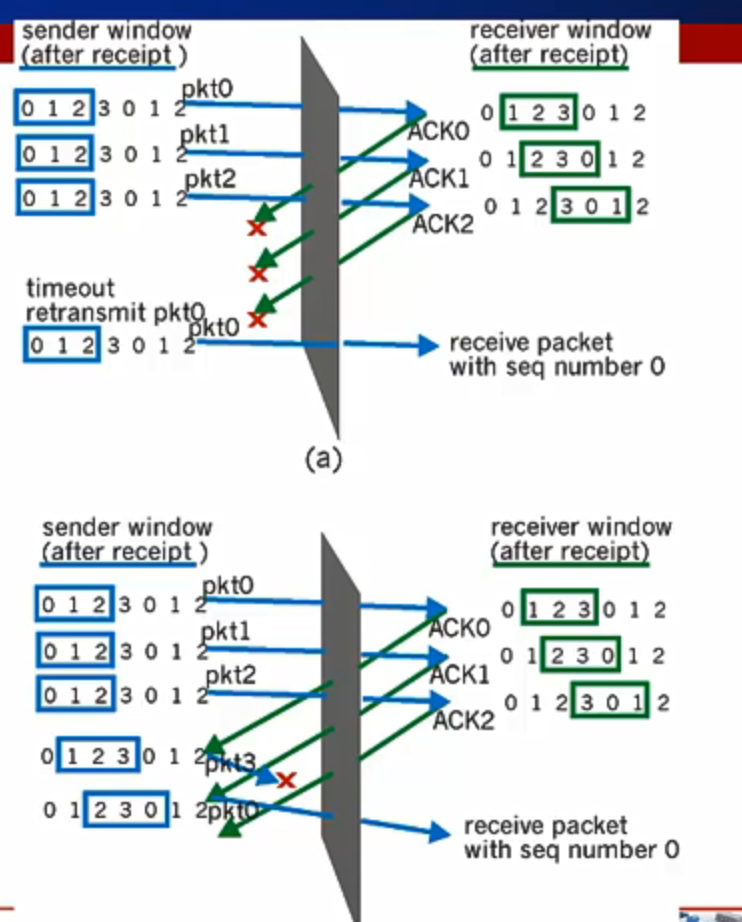 sender window
(after receipt )
receiver window
(after receipt)
0 1 2 3 0 1 2
pkt0
ACK0
0 1 2 3 0 1 2
0 1 2 3 0 1 2
pkt1
ACK1
0 1 2 3 0 1 2
0 1 2 3 0 1 2
pkt2
ACK2
0 1 2 3 0 1 2
timeout
retransmit pkt0
0 1 2 3 0 1 2
pkt0
receive packet
with seq number 0
(a)
sender window
(after receipt )
receiver window
(after receipt)
0 1 2 3 0 1 2
pkt0
ACK0
0 1 2 3 0 1 2
0 1 2 3 0 1 2
pkt1
ACK1
0 1 2 3 0 1 2
0 1 2 3 0 1 2
pkt2
ACK2
0 1 2 3 0 1 2
0 1 2 3 0 1 2
pkt3
0 1 2 3 0 1 2
pkt0
receive packet
with seq number 0